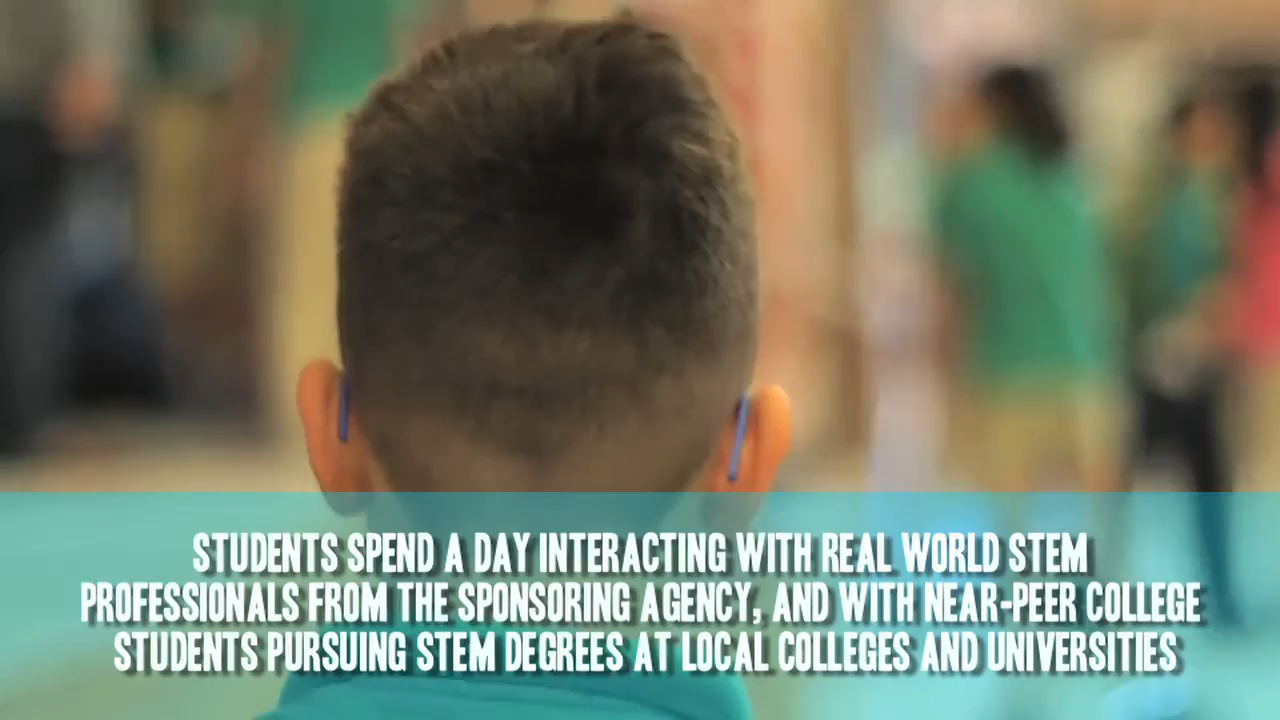 STUDENTS SPEND A DAY INTERACTING WITH REAL WORLD STEM
PROFESSIONALS FROM THE SPONSORING AGENCY, AND WITH NEAR-PEER COLLEGE
STUDENTS PURSUING STEM DEGREES AT LOCAL COLLEGES AND UNIVERSITIES